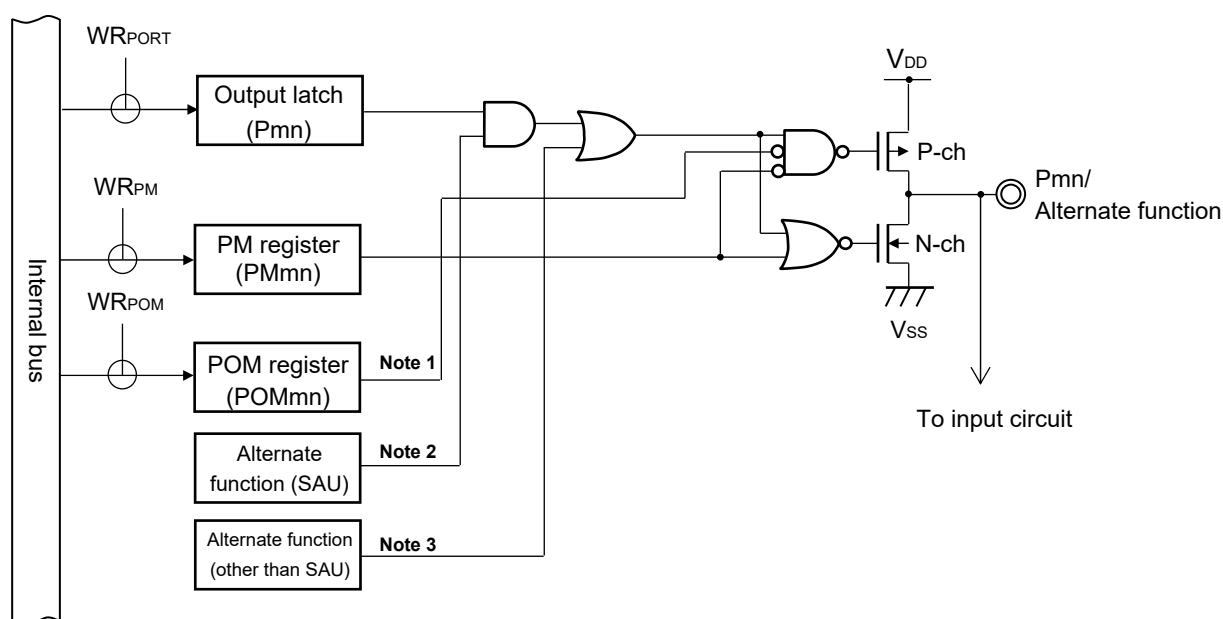 WRPORT
Output latch
(Pmn)
VDD
P-ch
Pmn/
Alternate function
WRPM
PM register
(PMmn)
N-ch
VSS
Internal bus
WRPOM
POM register
(POMmn)
Note 1
To input circuit
Alternate
function (SAU)
Note 2
Alternate function
(other than SAU)
Note 3